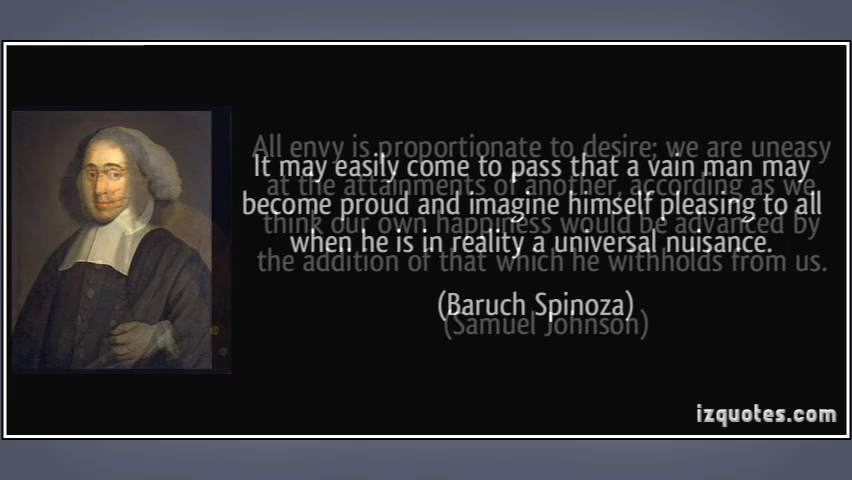 All envy is proportionate to desire; we are uneasy
at the attainments of another, according as we
think our own happiness would be advanced by
the addition of that which he withholds from us.
(Samuel Johnson)
It may easily come to pass that a vain man may
become proud and imagine himself pleasing to all
when he is in reality a universal nuisance.
(Baruch Spinoza)
izquotes.com